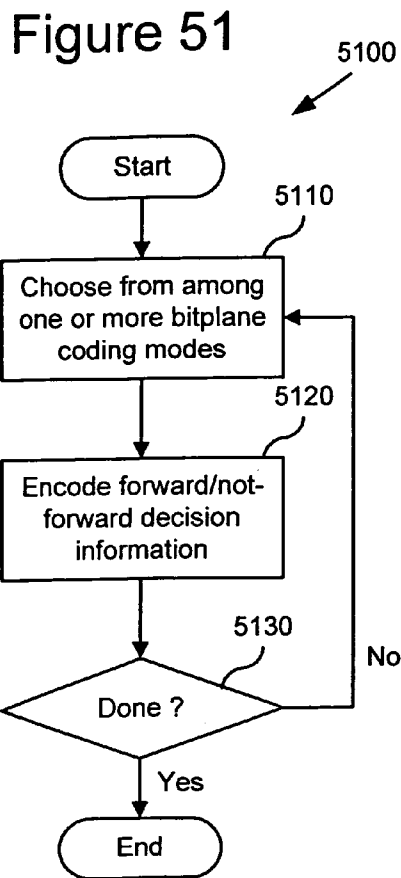 Figure 51
5100
Start
5110
Choose from among
one or more bitplane
coding modes
5120
Encode forward/not-
forward decision
information
5130
Done ?
No
Yes
End